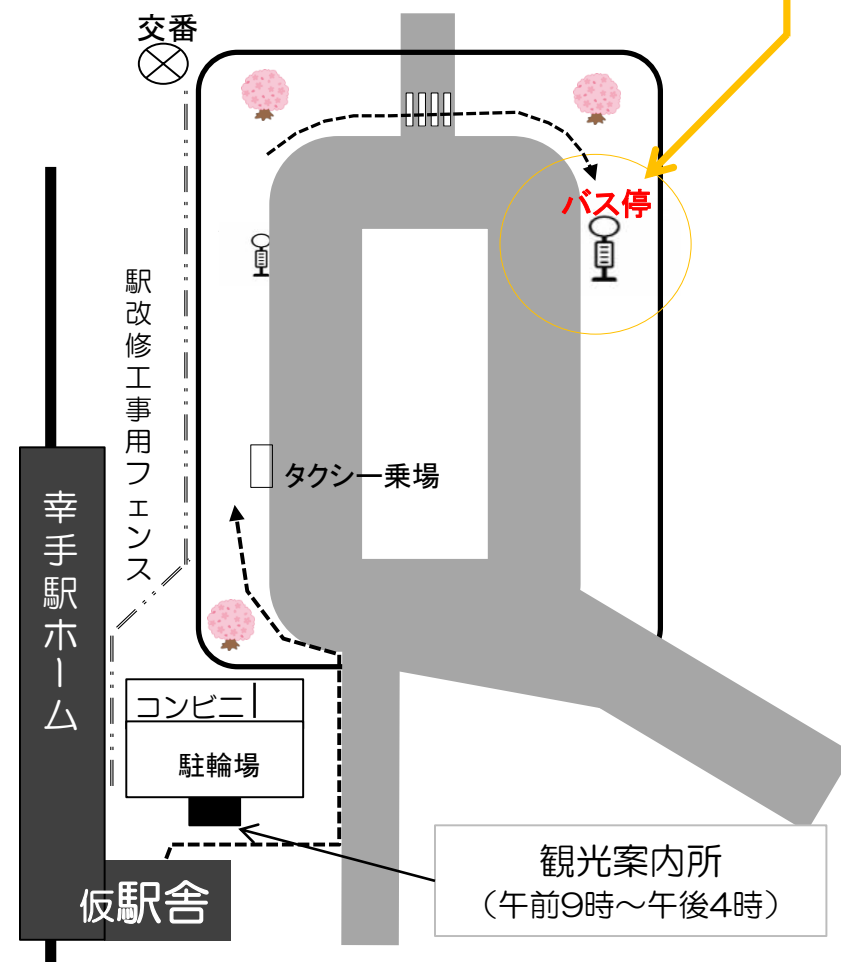 交番
バス停
駅改修工事用フェンス
タクシー乗場
幸手駅ホーム
コンビニ
駐輪場
観光案内所
（午前9時～午後4時）
仮駅舎